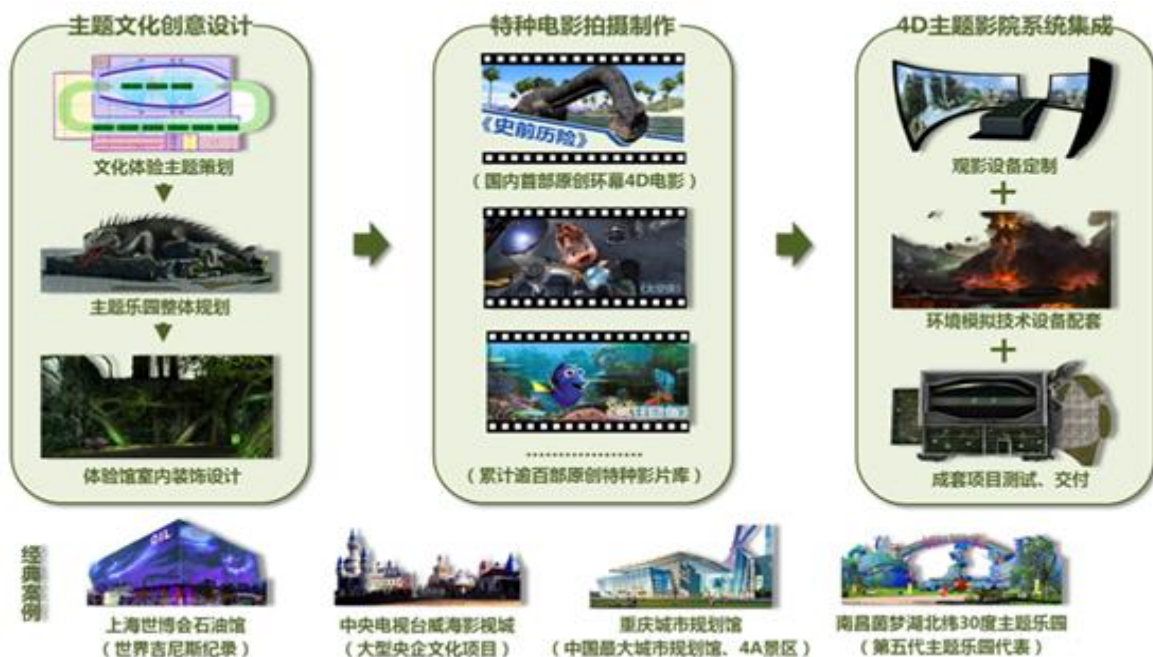 主题文化创意设计
文化体验主题策划
主题乐园整体规划
体验馆室内装饰设计
特种电影拍摄制作
《史前历险》
（国内首部原创环幕4D电影）
..................
（累计逾百部原创特种影片库）
4D主题影院系统集成
观影设备定制
+
环境模拟技术设备配套
+
成套项目测试、交付
经典案例
OIL
上海世博会石油馆
（世界吉尼斯纪录）
中央电视台威海影视城
（大型央企文化项目）
重庆城市规划馆
（中国最大城市规划馆、4A景区）
南昌茵梦湖北纬30度主题乐园
（第五代主题乐园代表）